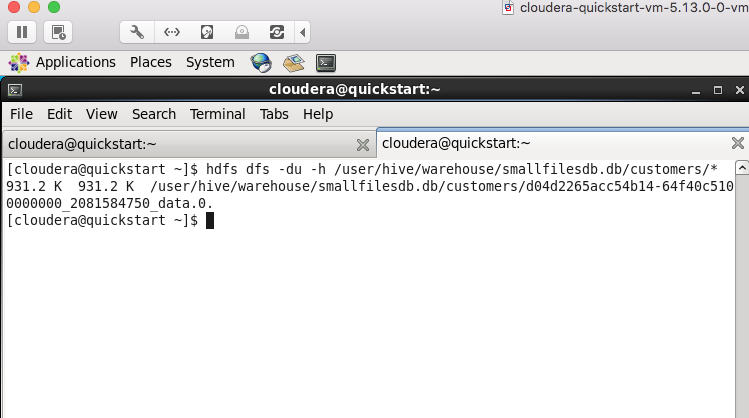 cloudera-quickstart-vm-5.13.0-0-vm
Applications Places System
cloudera@quickstart:~
File Edit View Search Terminal Tabs Help
cloudera@quickstart:~ cloudera@quickstart:~
[cloudera@quickstart ~]$ hdfs dfs -du -h /user/hive/warehouse/smallfilesdb.db/customers/*
931.2 K  931.2 K  /user/hive/warehouse/smallfilesdb.db/customers/d04d2265acc54b14-64f40c510
0000000_2081584750_data.0.
[cloudera@quickstart ~]$